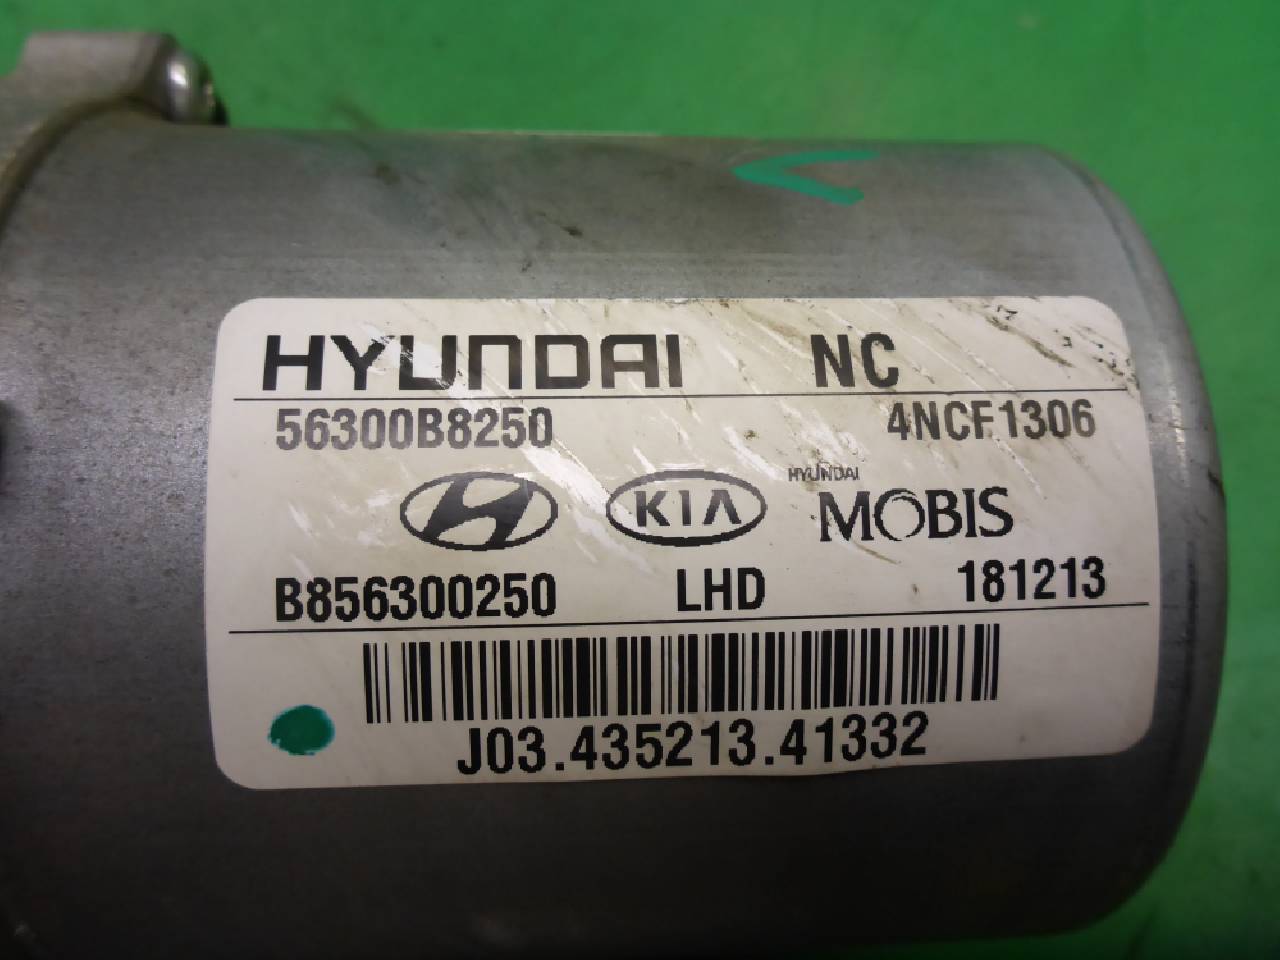 HYUNDAI NC
56300B8250 4NCF1306
KIA HYUNDAI MOBIS
B856300250 LHD 181213
J03.435213.41332